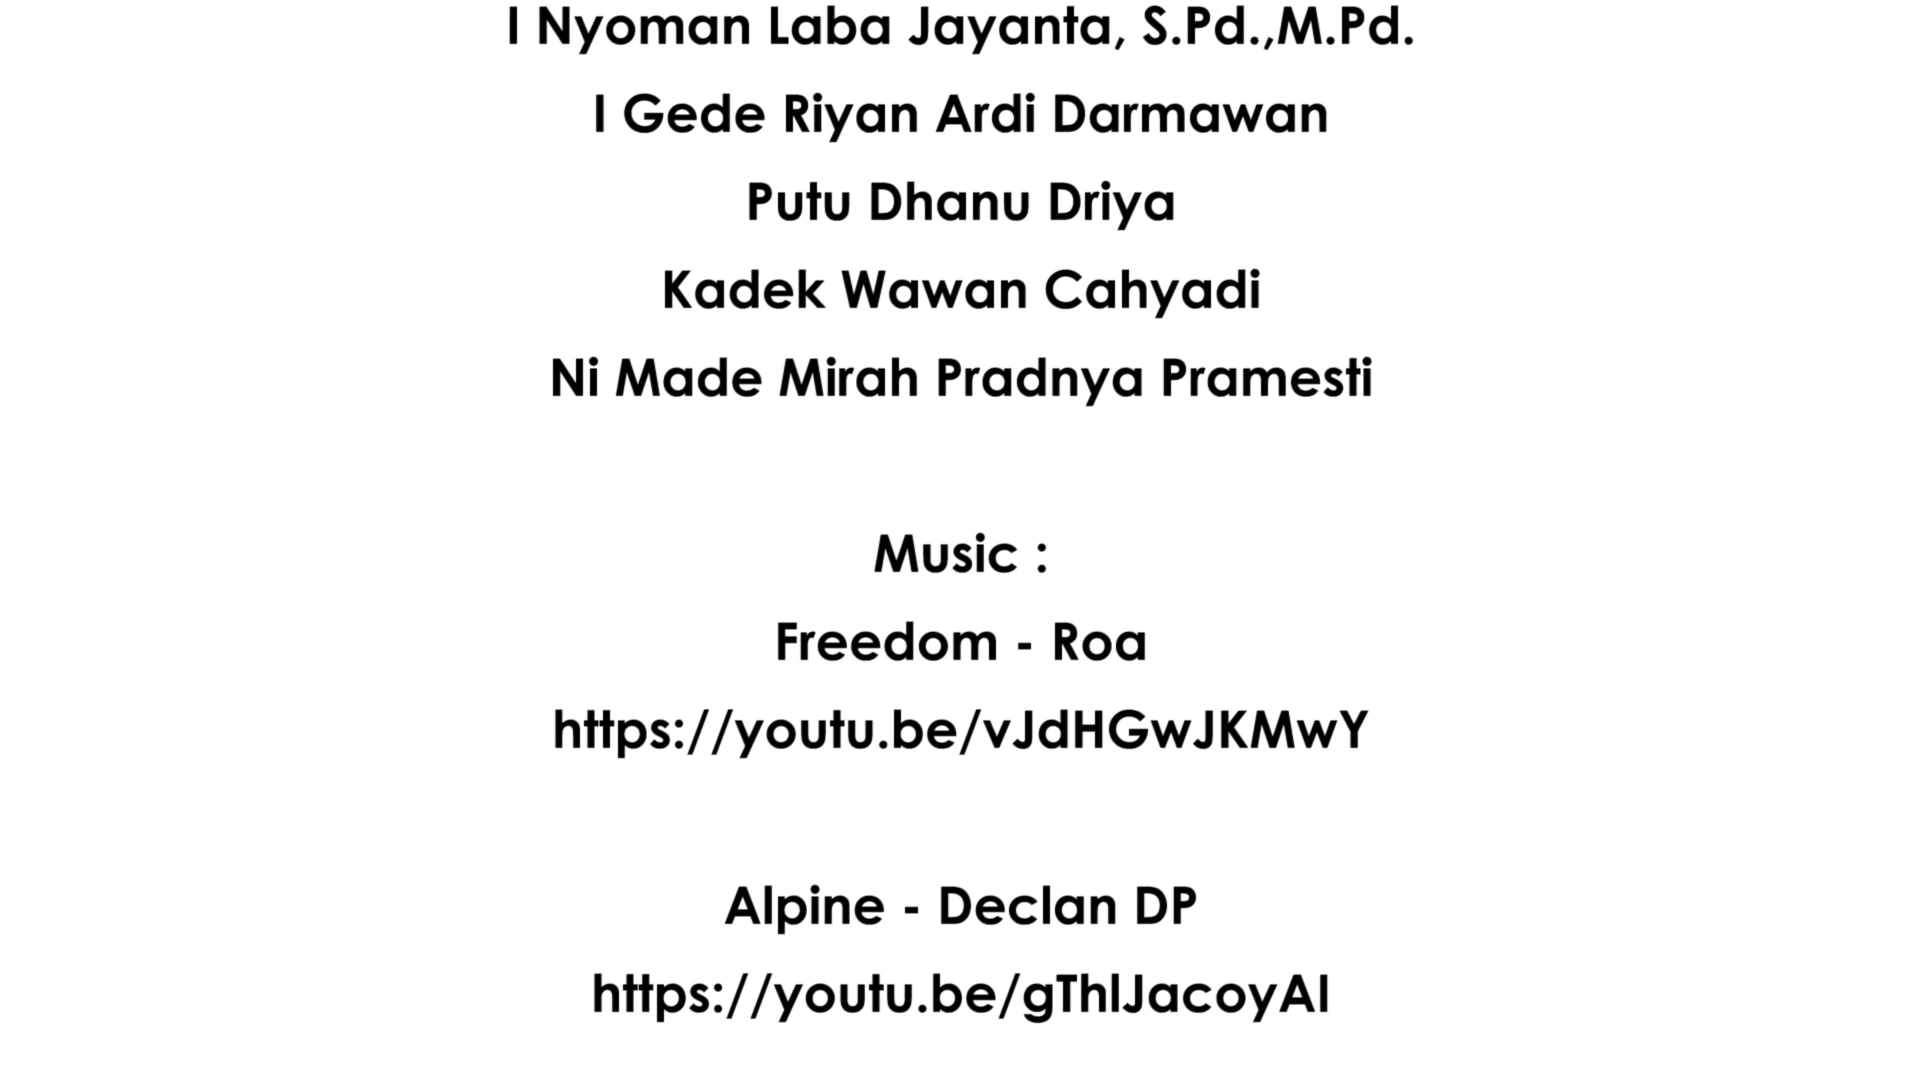 I Nyoman Laba Jayanta, S.Pd.,M.Pd.
I Gede Riyan Ardi Darmawan
Putu Dhanu Driya
Kadek Wawan Cahyadi
Ni Made Mirah Pradnya Pramesti
Music :
Freedom - Roa
https://youtu.be/vJdHGwJKMwY
Alpine - Declan DP
https://youtu.be/gThlJacoyAI